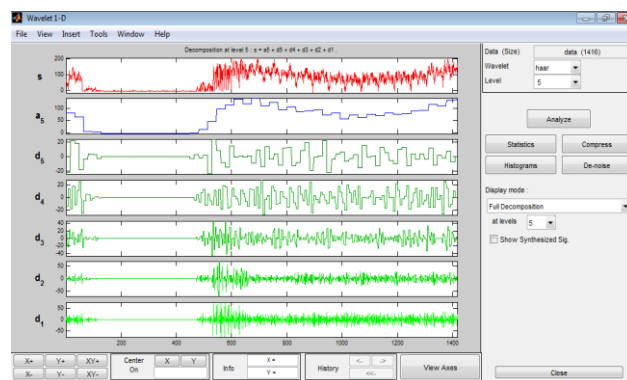 Wavelet 1-D
File View Insert Tools Window Help
Decomposition at level 5 : s = a5 + d5 + d4 + d3 + d2 + d1 .
s
200
100
0
a5
100
50
0
d5
20
0
-20
d4
20
0
-20
d3
40
20
0
-20
-40
d2
50
0
-50
d1
50
0
-50
200 400 600 800 1000 1200 1400
Data (Size) data (1416)
Wavelet haar
Level 5
Analyze
Statistics Compress
Histograms De-noise
Display mode :
Full Decomposition
at levels 5
Show Synthesized Sig.
Close
X+ Y+ XY+
X- Y- XY-
Center On X Y
Info X = Y =
History <- -> <<-
View Axes